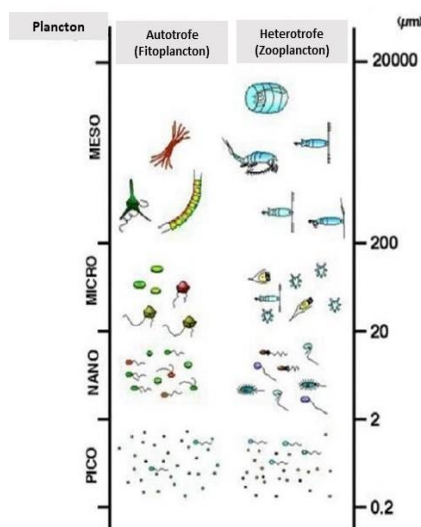 Plancton
Autotrofe
(Fitoplancton)
Heterotrofe
(Zooplancton)
(µm)
20000
MESO
200
MICRO
20
NANO
2
PICO
0.2